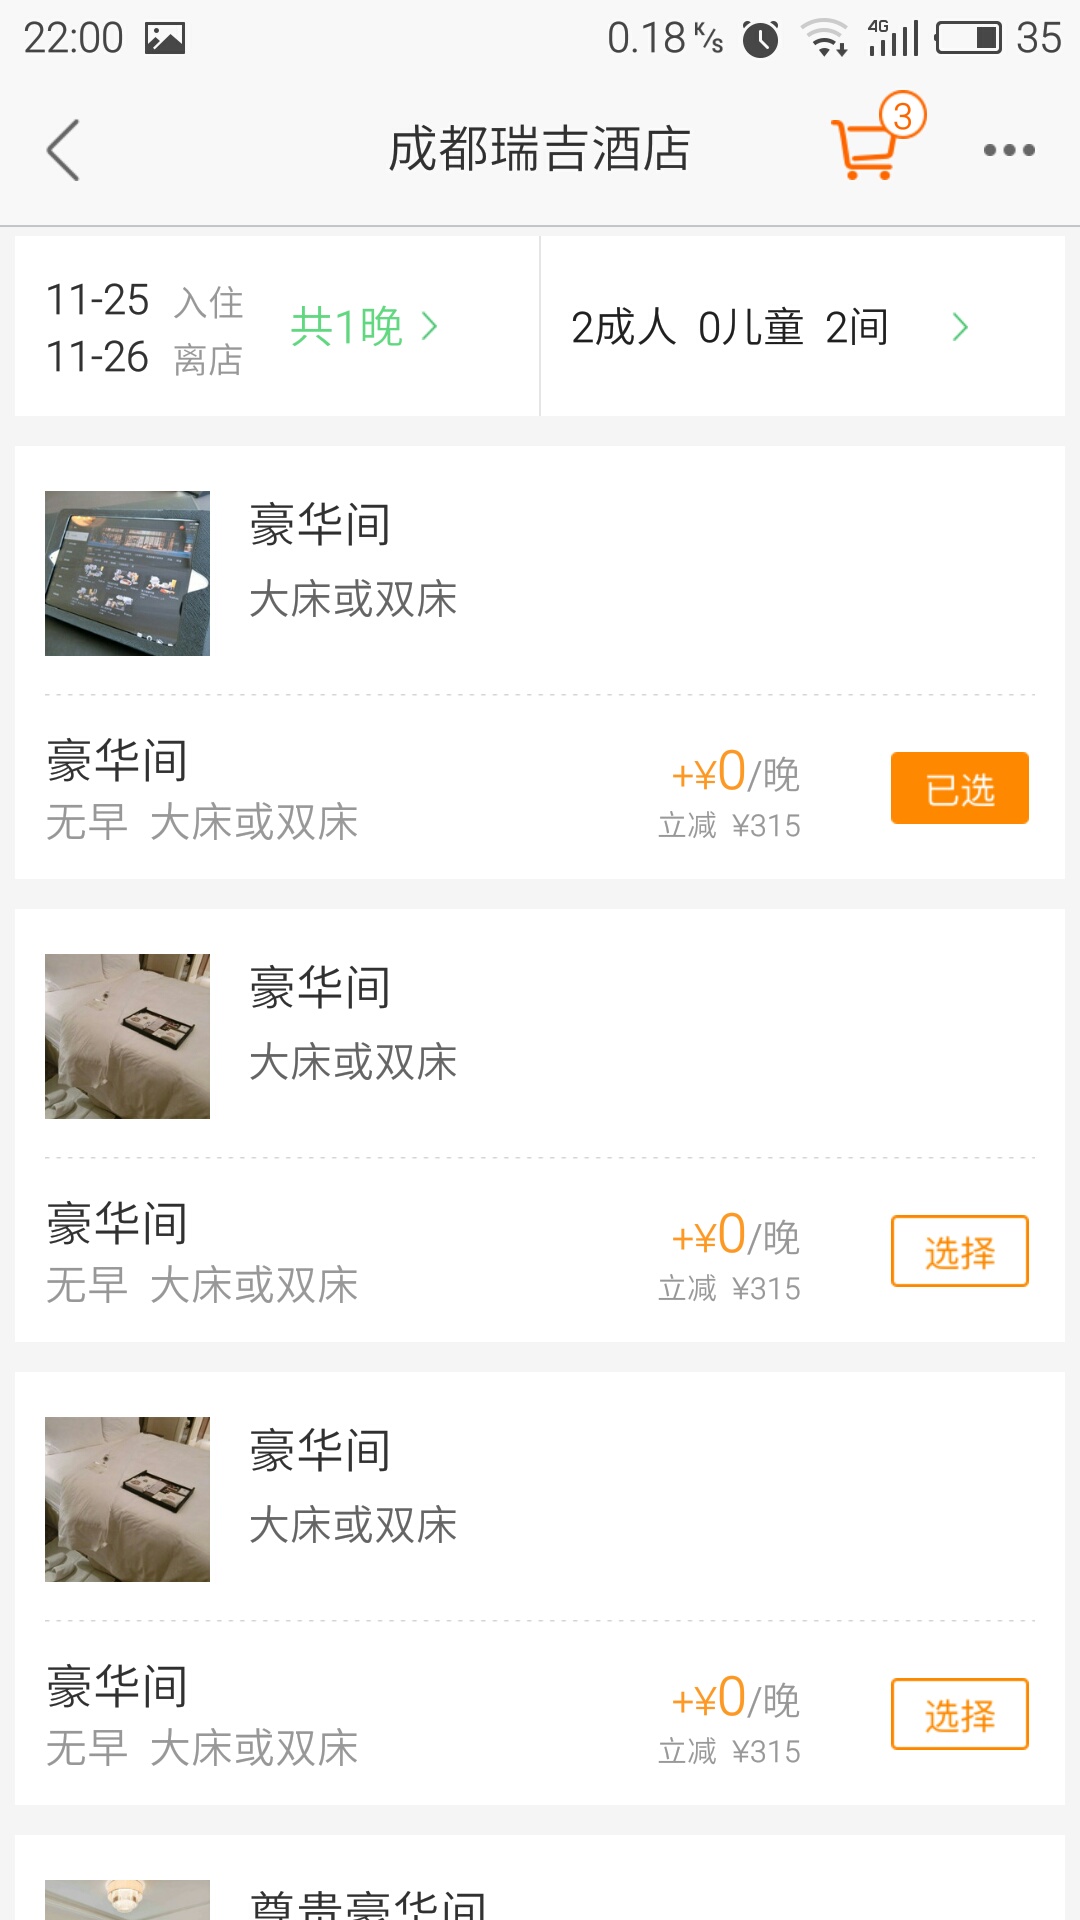 22:00 0.18 K/s 4G 35
成都瑞吉酒店 3
11-25 入住
11-26 离店
共1晚
2成人 0儿童 2间
豪华间
大床或双床
豪华间
+¥0/晚
已选
无早 大床或双床
立减 ¥315
豪华间
大床或双床
豪华间
+¥0/晚
选择
无早 大床或双床
立减 ¥315
豪华间
大床或双床
豪华间
+¥0/晚
选择
无早 大床或双床
立减 ¥315
尊贵豪华间